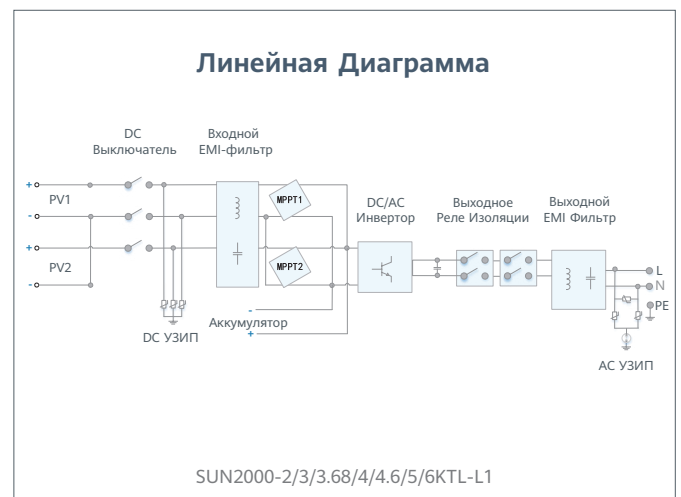 Линейная Диаграмма
DC
Выключатель
Входной
EMI-фильтр
DC/AC
Инвертор
Выходное
Реле Изоляции
Выходной
EMI Фильтр
+
PV1
-
+
PV2
-
MPPT1
MPPT2
DC УЗИП
-
Аккумулятор
+
L
N
PE
АС УЗИП
SUN2000-2/3/3.68/4/4.6/5/6KTL-L1